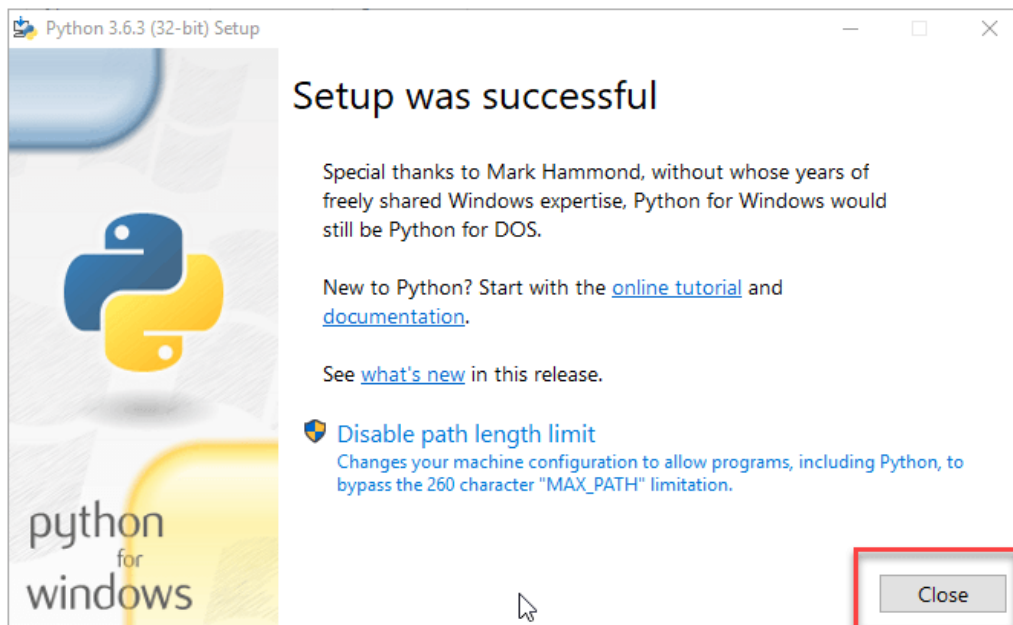 Python 3.6.3 (32-bit) Setup
Setup was successful
Special thanks to Mark Hammond, without whose years of
freely shared Windows expertise, Python for Windows would
still be Python for DOS.
New to Python? Start with the online tutorial and
documentation.
See what's new in this release.
Disable path length limit
Changes your machine configuration to allow programs, including Python, to
bypass the 260 character "MAX_PATH" limitation.
python
for
windows
Close